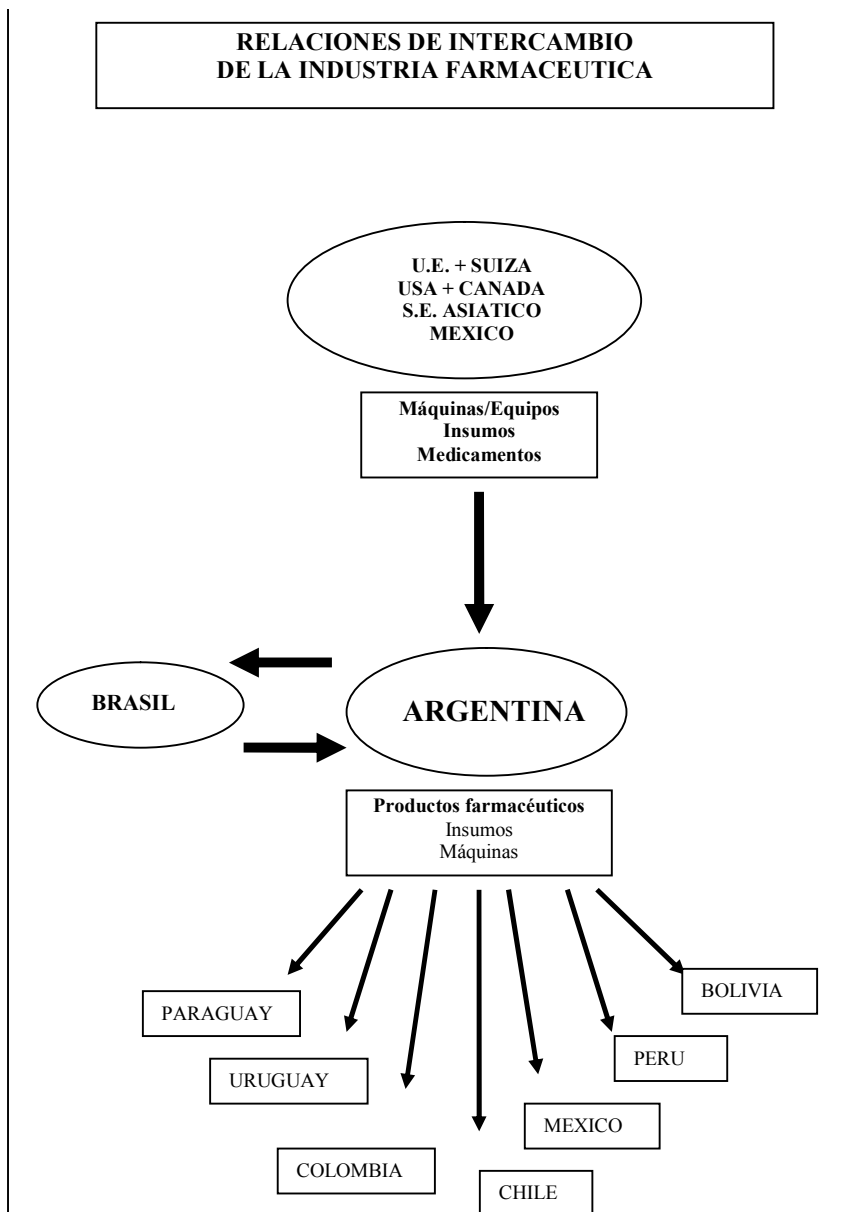 RELACIONES DE INTERCAMBIO
DE LA INDUSTRIA FARMACEUTICA
U.E. + SUIZA
USA + CANADA
S.E. ASIATICO
MEXICO
Máquinas/Equipos
Insumos
Medicamentos
BRASIL
ARGENTINA
Productos farmacéuticos
Insumos
Máquinas
PARAGUAY
URUGUAY
COLOMBIA
CHILE
MEXICO
PERU
BOLIVIA